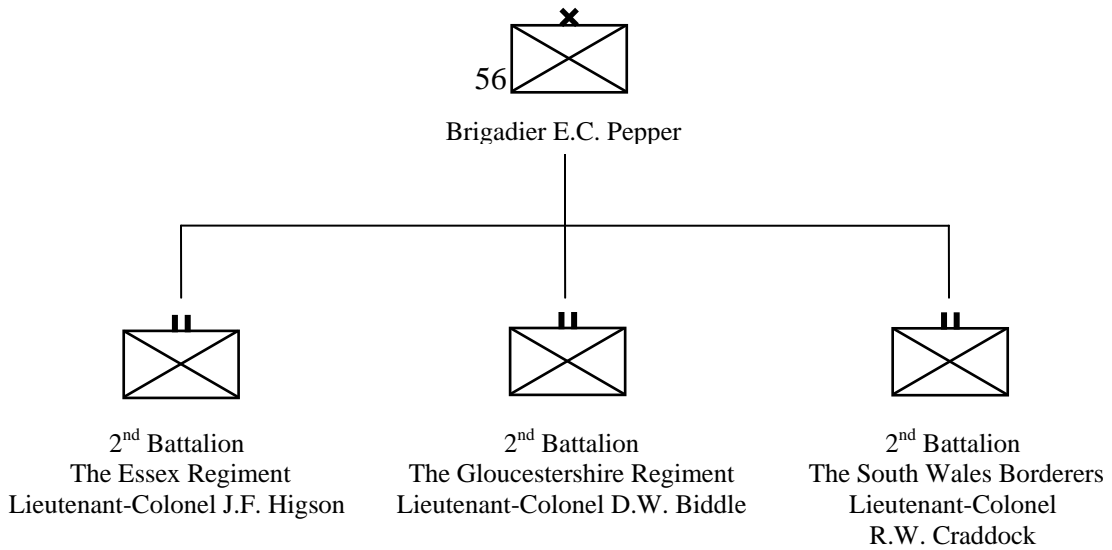 56
Brigadier E.C. Pepper
2nd Battalion
The Essex Regiment
Lieutenant-Colonel J.F. Higson
2nd Battalion
The Gloucestershire Regiment
Lieutenant-Colonel D.W. Biddle
2nd Battalion
The South Wales Borderers
Lieutenant-Colonel
R.W. Craddock